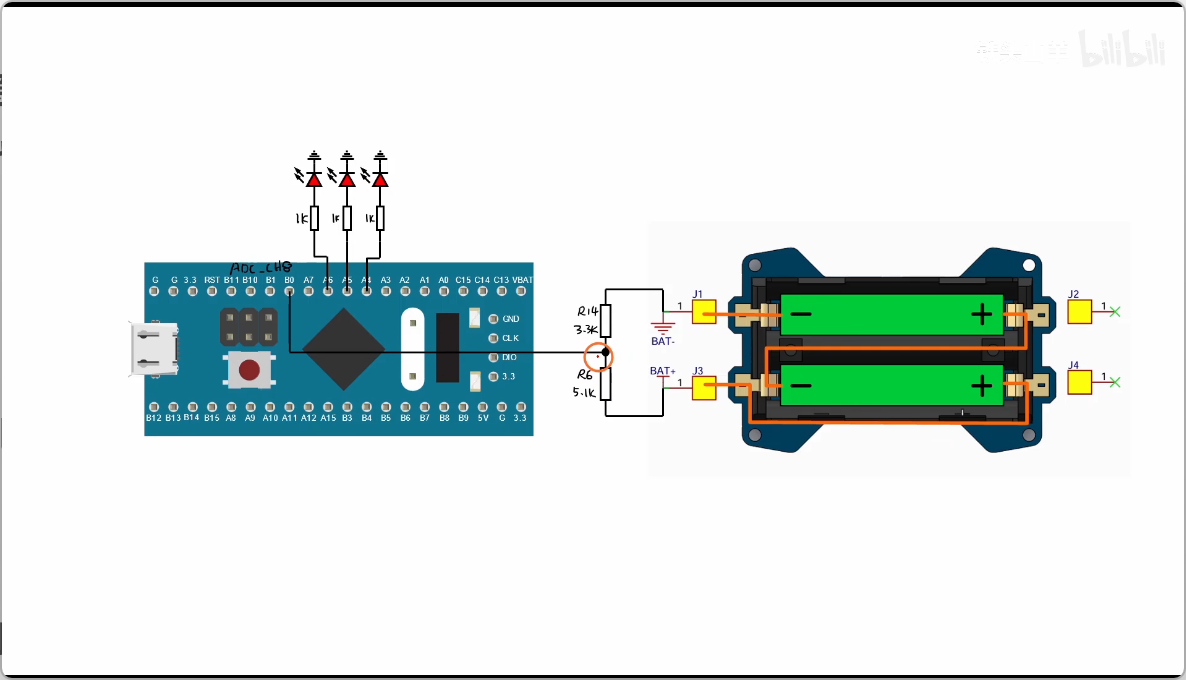 bilibili
1K 1K 1K
ADC_CH8
G G 3.3 RST B11 B10 B1 B0 A7 A6 A5 A4 A3 A2 A1 A0 C15 C14 C13 VBAT
GND
CLK
DIO
3.3
B12 B13 B14 B15 A8 A9 A10 A11 A12 A15 B3 B4 B5 B6 B7 B8 B9 5V G 3.3
R14
3.3K
R6
5.1K
1
BAT-
BAT+
1
J1
J3
− +
− +
J2
1
J4
1